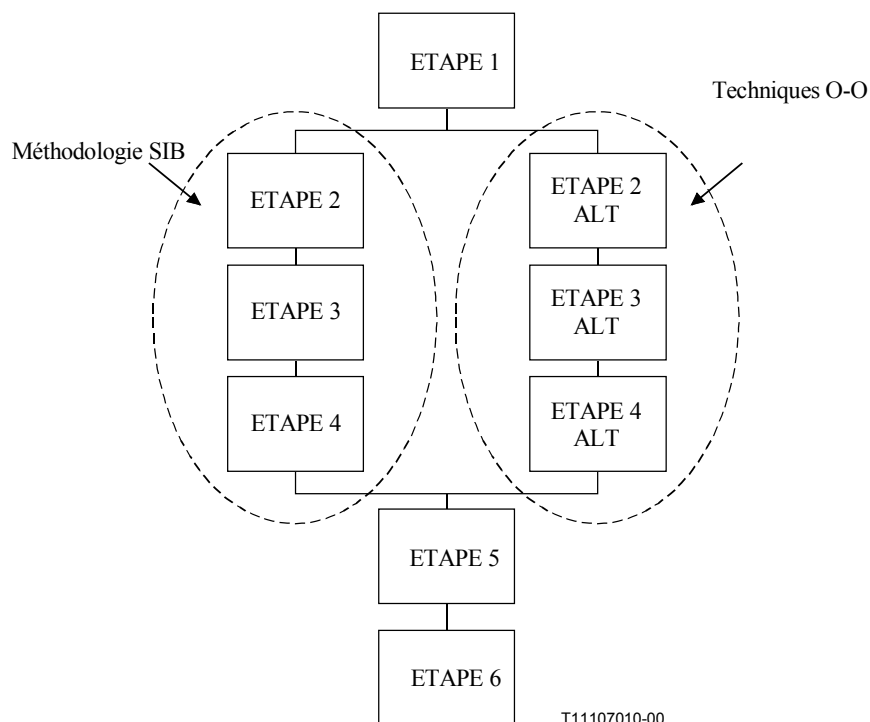 ETAPE 1
Techniques O-O
Méthodologie SIB
ETAPE 2
ETAPE 2
ALT
ETAPE 3
ETAPE 3
ALT
ETAPE 4
ETAPE 4
ALT
ETAPE 5
ETAPE 6
T11107010-00